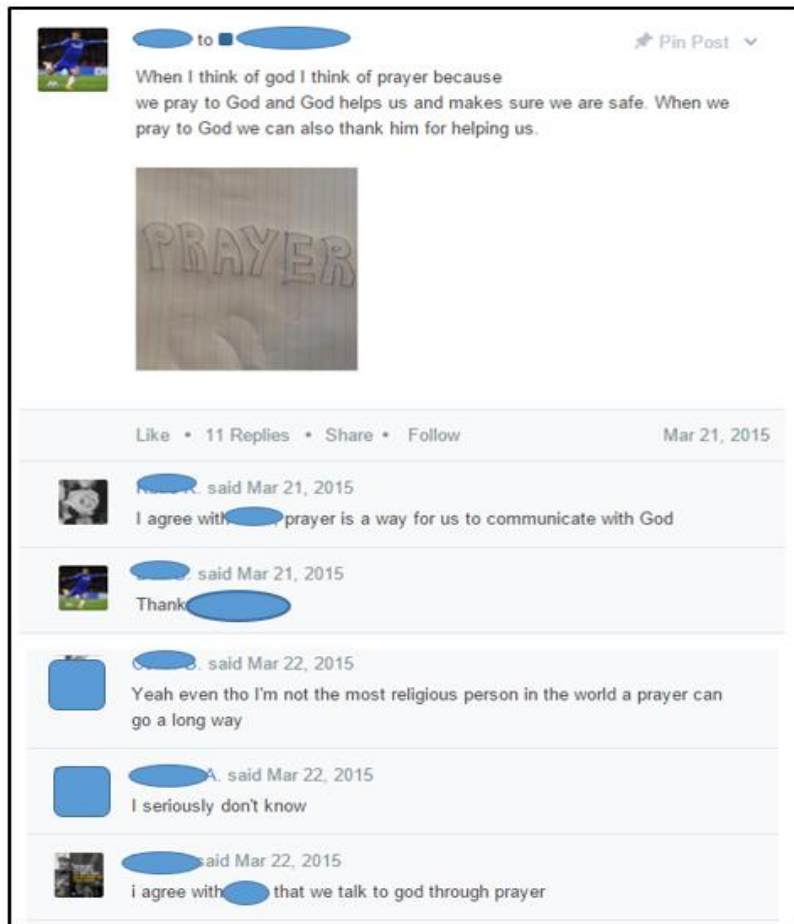 to
Pin Post
When I think of god I think of prayer because
we pray to God and God helps us and makes sure we are safe. When we
pray to God we can also thank him for helping us.
PRAYER
Like • 11 Replies • Share • Follow Mar 21, 2015
said Mar 21, 2015
I agree with prayer is a way for us to communicate with God
said Mar 21, 2015
Thank
said Mar 22, 2015
Yeah even tho I'm not the most religious person in the world a prayer can
go a long way
A. said Mar 22, 2015
I seriously don't know
said Mar 22, 2015
i agree with that we talk to god through prayer